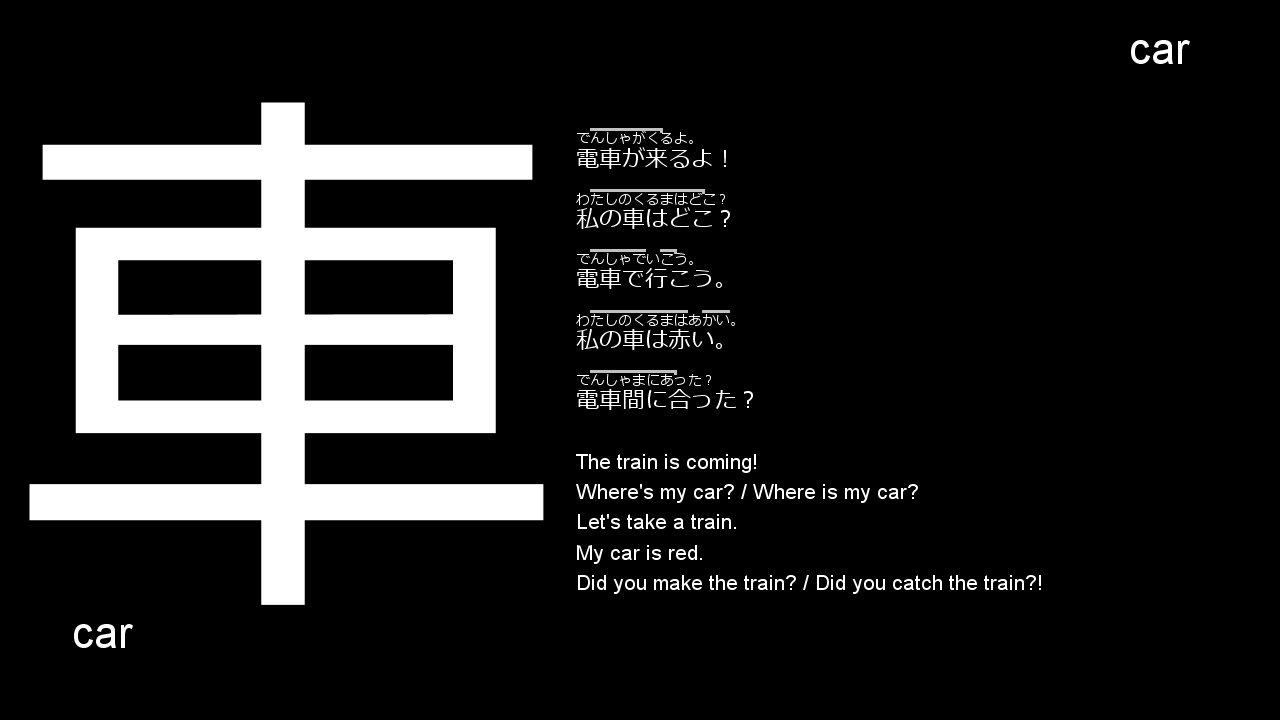 car
車
でんしゃがくるよ。
電車が来るよ！
わたしのくるまはどこ？
私の車はどこ？
でんしゃでいこう。
電車で行こう。
わたしのくるまはあかい。
私の車は赤い。
でんしゃまにあった？
電車間に合った？
The train is coming!
Where's my car? / Where is my car?
Let's take a train.
My car is red.
Did you make the train? / Did you catch the train?!
car